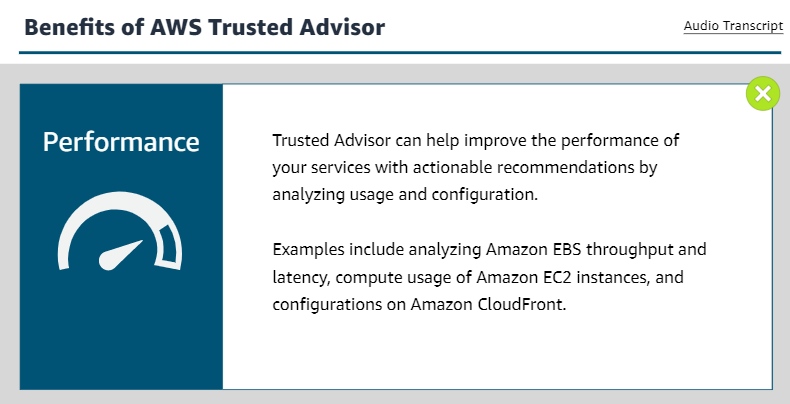 Benefits of AWS Trusted Advisor
Audio Transcript
Performance
Trusted Advisor can help improve the performance of
your services with actionable recommendations by
analyzing usage and configuration.
Examples include analyzing Amazon EBS throughput and
latency, compute usage of Amazon EC2 instances, and
configurations on Amazon CloudFront.